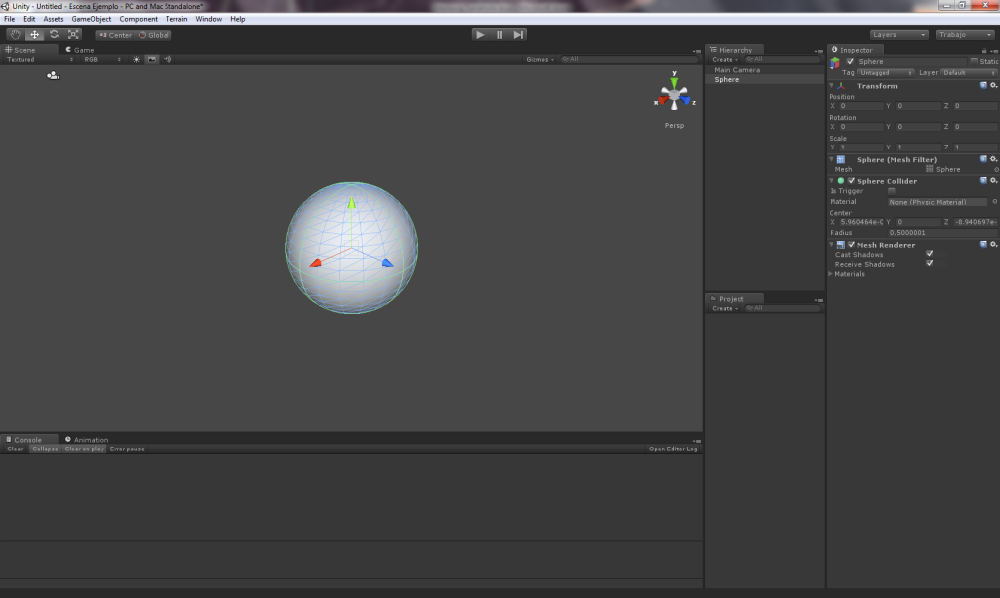 Unity - Untitled - Escena Ejemplo - PC and Mac Standalone*
File Edit Assets GameObject Component Terrain Window Help
Center Global Layers Trabajo
Scene Game
Textured RGB Gizmos All
y
x z
Persp
Hierarchy
Create All
Main Camera
Sphere
Project
Create All
Inspector
Sphere Static
Tag Untagged Layer Default
Transform
Position
X 0 Y 0 Z 0
Rotation
X 0 Y 0 Z 0
Scale
X 1 Y 1 Z 1
Sphere (Mesh Filter)
Mesh Sphere
Sphere Collider
Is Trigger
Material None (Physic Material)
Center
X 5.960464e-0 Y 0 Z -8.940697e-
Radius 0.5000001
Mesh Renderer
Cast Shadows
Receive Shadows
Materials
Console Animation
Clear Collapse Clear on play Error pause Open Editor Log